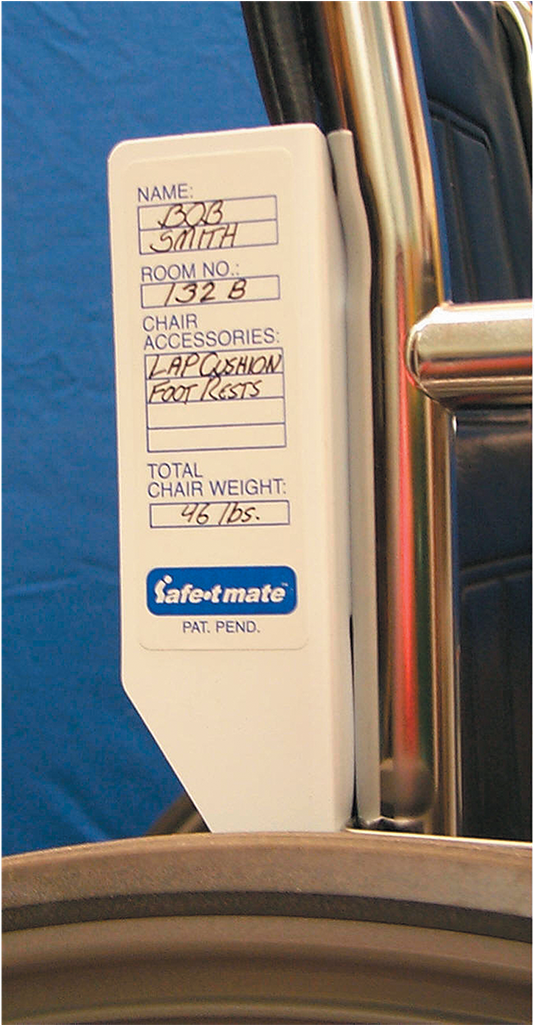 NAME:
BOB
SMITH
ROOM NO.:
132 B
CHAIR
ACCESSORIES:
LAP CUSHION
FOOT RESTS
TOTAL
CHAIR WEIGHT:
46 lbs.
Safe•t mate™
PAT. PEND.